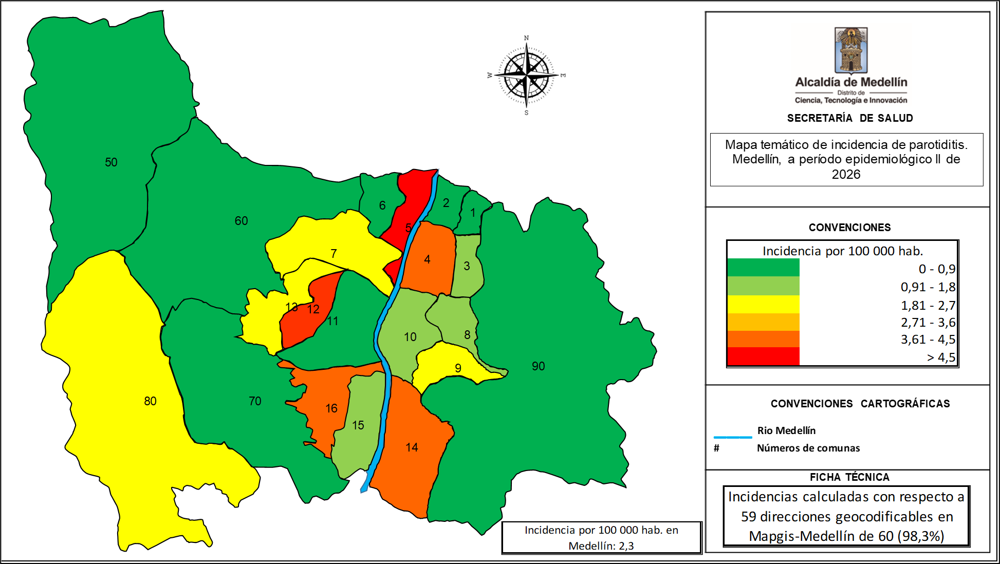 N
W
E
S
50
60
6
5
2
1
7
4
3
13
12
11
10
8
9
90
80
70
16
15
14
Incidencia por 100 000 hab. en
Medellín: 2,3
Alcaldía de Medellín
Distrito de
Ciencia, Tecnología e Innovación
SECRETARÍA DE SALUD
Mapa temático de incidencia de parotiditis.
Medellín, a período epidemiológico II de
2026
CONVENCIONES
Incidencia por 100 000 hab.
0 - 0,9
0,91 - 1,8
1,81 - 2,7
2,71 - 3,6
3,61 - 4,5
> 4,5
CONVENCIONES CARTOGRÁFICAS
Rio Medellín
# Números de comunas
FICHA TÉCNICA
Incidencias calculadas con respecto a
59 direcciones geocodificables en
Mapgis-Medellín de 60 (98,3%)